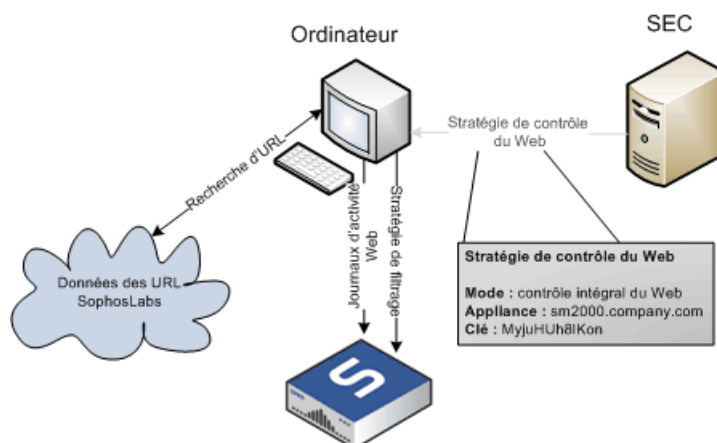 SEC
Ordinateur
Stratégie de contrôle
du Web
Recherche d'URL
Journaux d'activité
Web
Stratégie de filtrage
Données des URL
SophosLabs
Stratégie de contrôle du Web
Mode : contrôle intégral du Web
Appliance : sm2000.company.com
Clé : MyjuHUh8IKon
S